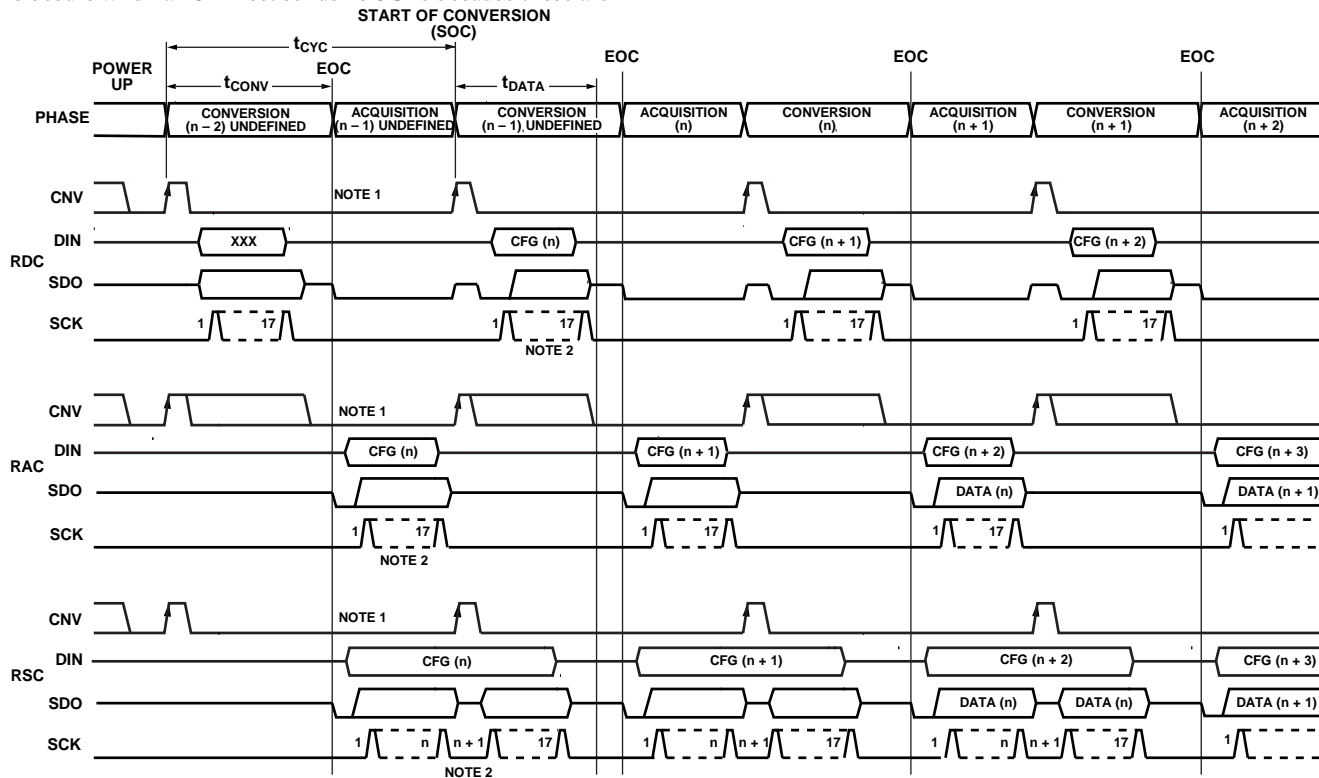 START OF CONVERSION
(SOC)
tCYC
POWER
UP
tCONV
EOC
tDATA
EOC
EOC
EOC
PHASE
CONVERSION
(n – 2) UNDEFINED
ACQUISITION
(n – 1) UNDEFINED
CONVERSION
(n – 1) UNDEFINED
ACQUISITION
(n)
CONVERSION
(n)
ACQUISITION
(n + 1)
CONVERSION
(n + 1)
ACQUISITION
(n + 2)
CNV
NOTE 1
RDC
DIN
XXX
CFG (n)
CFG (n + 1)
CFG (n + 2)
SDO
SCK
1 17
1 17
1 17
1 17
NOTE 2
CNV
NOTE 1
RAC
DIN
CFG (n)
CFG (n + 1)
CFG (n + 2)
CFG (n + 3)
SDO
DATA (n)
DATA (n + 1)
SCK
1 17
1 17
1 17
1
NOTE 2
CNV
NOTE 1
RSC
DIN
CFG (n)
CFG (n + 1)
CFG (n + 2)
CFG (n + 3)
SDO
DATA (n)
DATA (n)
DATA (n + 1)
SCK
1 n n + 1 17
1 n n + 1 17
1 n n + 1 17
1
NOTE 2